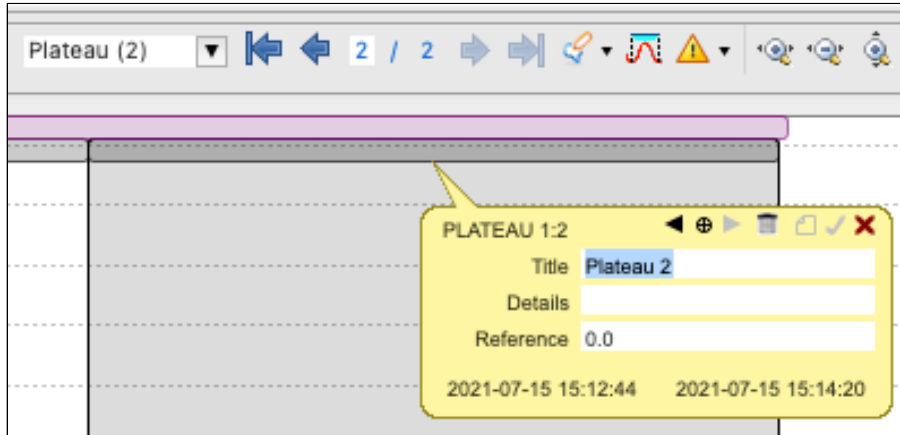 Plateau (2) 2 / 2
PLATEAU 1:2
Title Plateau 2
Details
Reference 0.0
2021-07-15 15:12:44 2021-07-15 15:14:20